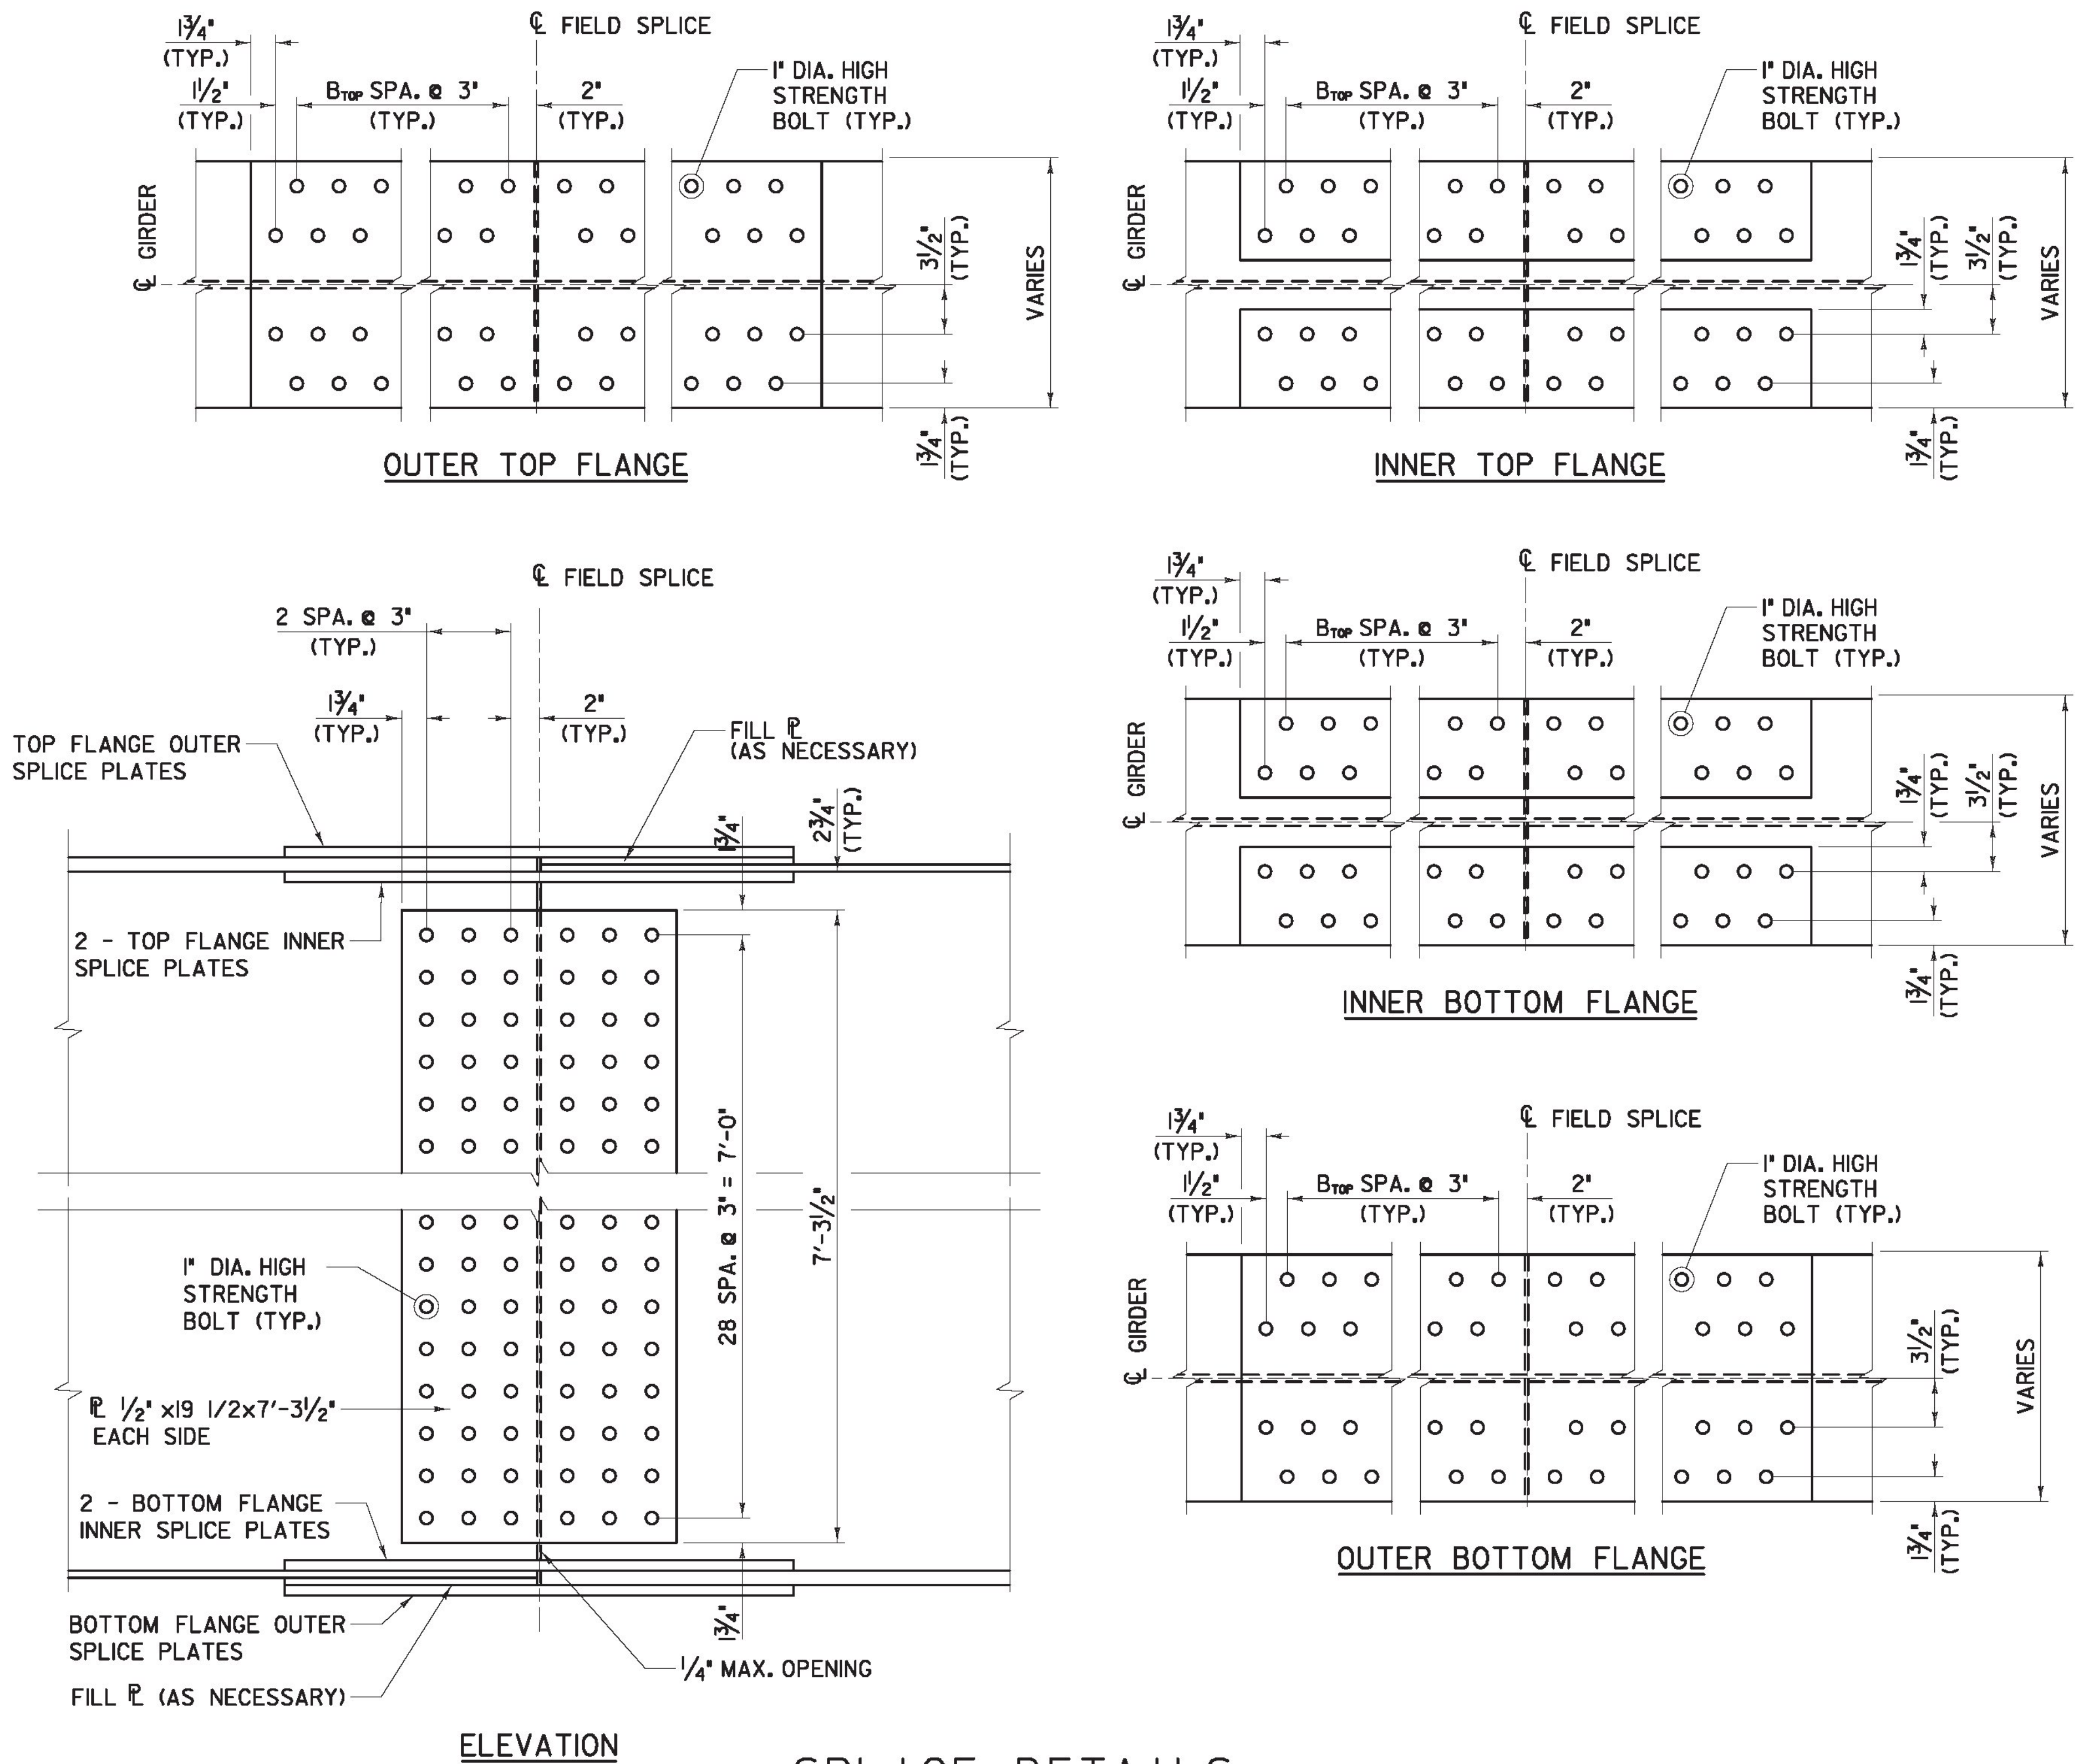 ℄ FIELD SPLICE
1¾"
(TYP.)
1½"
(TYP.)
BTOP SPA. @ 3"
(TYP.)
2"
(TYP.)
1" DIA. HIGH
STRENGTH
BOLT (TYP.)
℄ GIRDER
3½"
(TYP.)
VARIES
1¾"
(TYP.)
OUTER TOP FLANGE
℄ FIELD SPLICE
1¾"
(TYP.)
1½"
(TYP.)
BTOP SPA. @ 3"
(TYP.)
2"
(TYP.)
1" DIA. HIGH
STRENGTH
BOLT (TYP.)
℄ GIRDER
1¾"
(TYP.)
3½"
(TYP.)
VARIES
1¾"
(TYP.)
INNER TOP FLANGE
℄ FIELD SPLICE
2 SPA. @ 3"
(TYP.)
1¾"
(TYP.)
2"
(TYP.)
TOP FLANGE OUTER
SPLICE PLATES
FILL ⅊
(AS NECESSARY)
1¾"
2¾"
(TYP.)
2 - TOP FLANGE INNER
SPLICE PLATES
28 SPA. @ 3" = 7'-0"
7'-3½"
1" DIA. HIGH
STRENGTH
BOLT (TYP.)
⅊ ½" x19 1/2x7'-3½"
EACH SIDE
2 - BOTTOM FLANGE
INNER SPLICE PLATES
BOTTOM FLANGE OUTER
SPLICE PLATES
1¾"
¼" MAX. OPENING
FILL ⅊ (AS NECESSARY)
ELEVATION
℄ FIELD SPLICE
1¾"
(TYP.)
1½"
(TYP.)
BTOP SPA. @ 3"
(TYP.)
2"
(TYP.)
1" DIA. HIGH
STRENGTH
BOLT (TYP.)
℄ GIRDER
1¾"
(TYP.)
3½"
(TYP.)
VARIES
1¾"
(TYP.)
INNER BOTTOM FLANGE
℄ FIELD SPLICE
1¾"
(TYP.)
1½"
(TYP.)
BTOP SPA. @ 3"
(TYP.)
2"
(TYP.)
1" DIA. HIGH
STRENGTH
BOLT (TYP.)
℄ GIRDER
3½"
(TYP.)
VARIES
1¾"
(TYP.)
OUTER BOTTOM FLANGE
SPLICE DETAILS